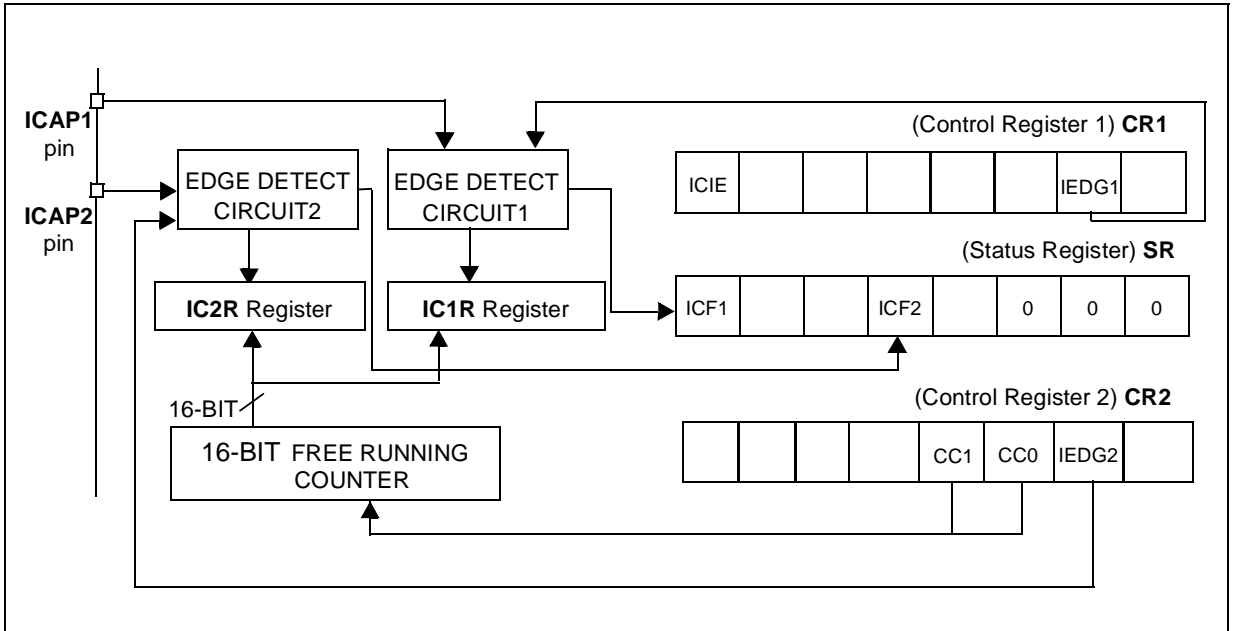 ICAP1
pin
ICAP2
pin
EDGE DETECT
CIRCUIT2
EDGE DETECT
CIRCUIT1
IC2R Register
IC1R Register
16-BIT
16-BIT FREE RUNNING
COUNTER
(Control Register 1) CR1
ICIE IEDG1
(Status Register) SR
ICF1 ICF2 0 0 0
(Control Register 2) CR2
CC1 CC0 IEDG2